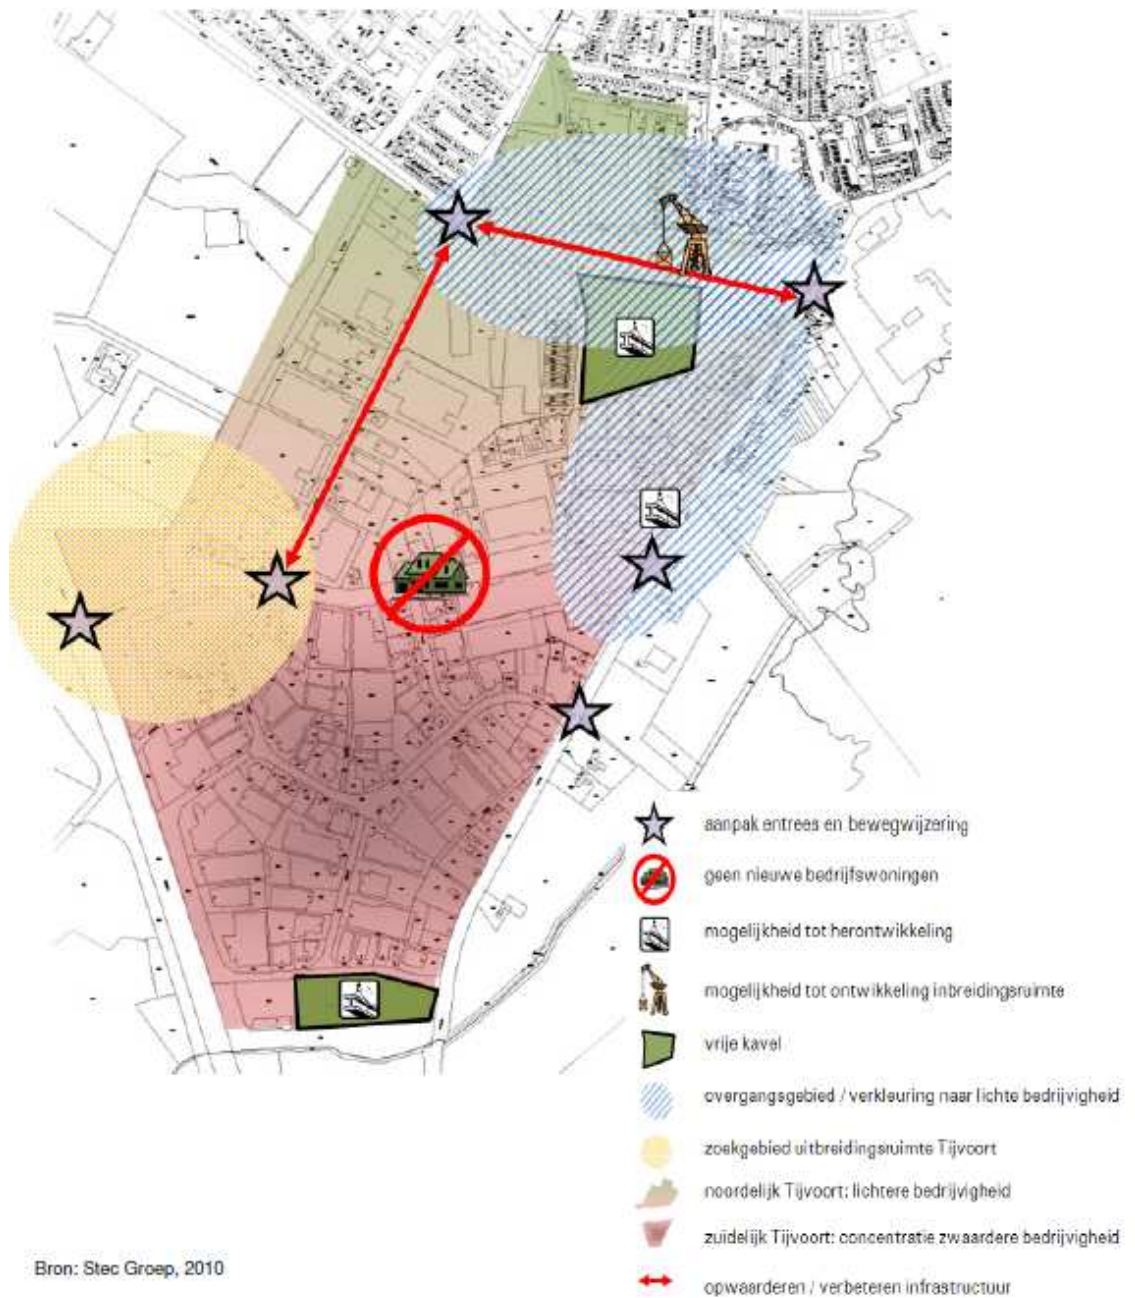 aanpak entrees en bewegwijzering
geen nieuwe bedrijfswoningen
mogelijkheid tot herontwikkeling
mogelijkheid tot ontwikkeling inbreidingsruimte
vrije kavel
overgangsgebied / verkleuring naar lichte bedrijvigheid
zoekgebied uitbreidingsruimte Tijvoort
noordelijk Tijvoort: lichtere bedrijvigheid
zuidelijk Tijvoort: concentratie zwaardere bedrijvigheid
Bron: Stec Groep, 2010
opwaarderen / verbeteren infrastructuur